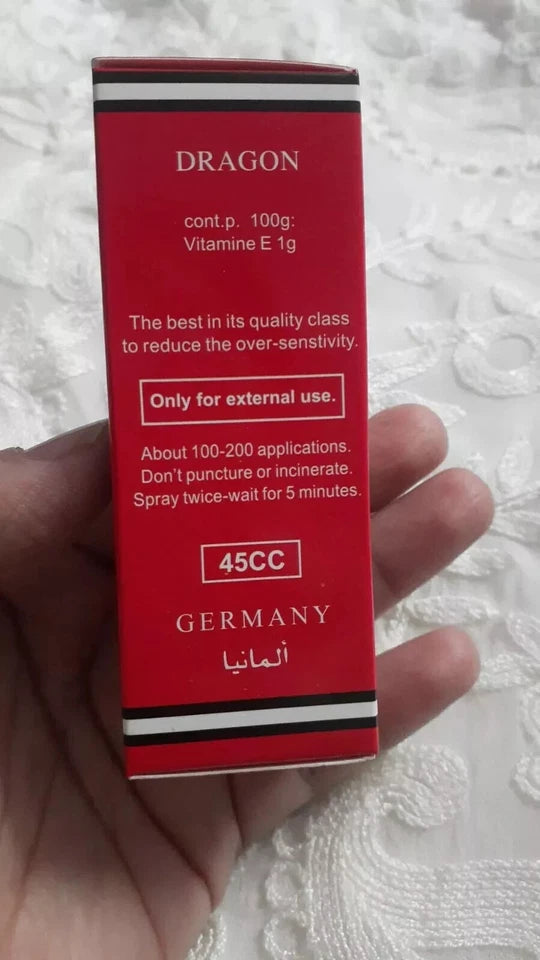 DRAGON
cont.p. 100g:
Vitamine E 1g
The best in its quality class
to reduce the over-senstivity.
Only for external use.
About 100-200 applications.
Don't puncture or incinerate.
Spray twice-wait for 5 minutes.
45CC
GERMANY
ألمانيا